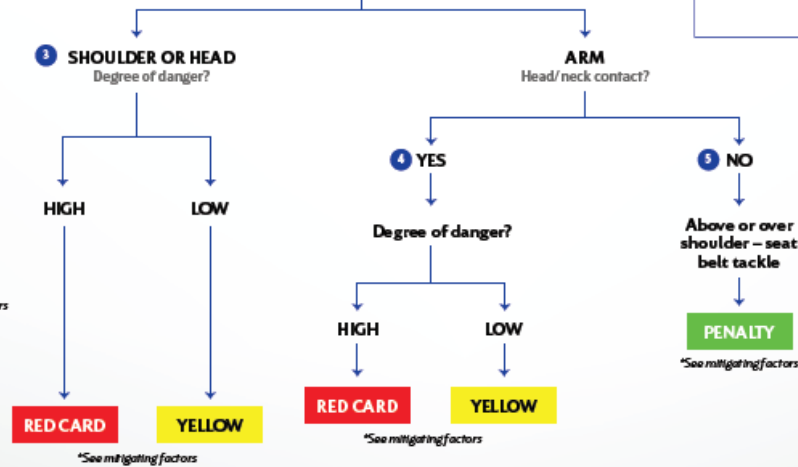 3 SHOULDER OR HEAD
Degree of danger?
ARM
Head/neck contact?
4 YES
5 NO
HIGH
LOW
Degree of danger?
Above or over
shoulder – seat
belt tackle
rs
HIGH
LOW
PENALTY
*See mitigating factors
RED CARD
YELLOW
RED CARD
YELLOW
*See mitigating factors
*See mitigating factors